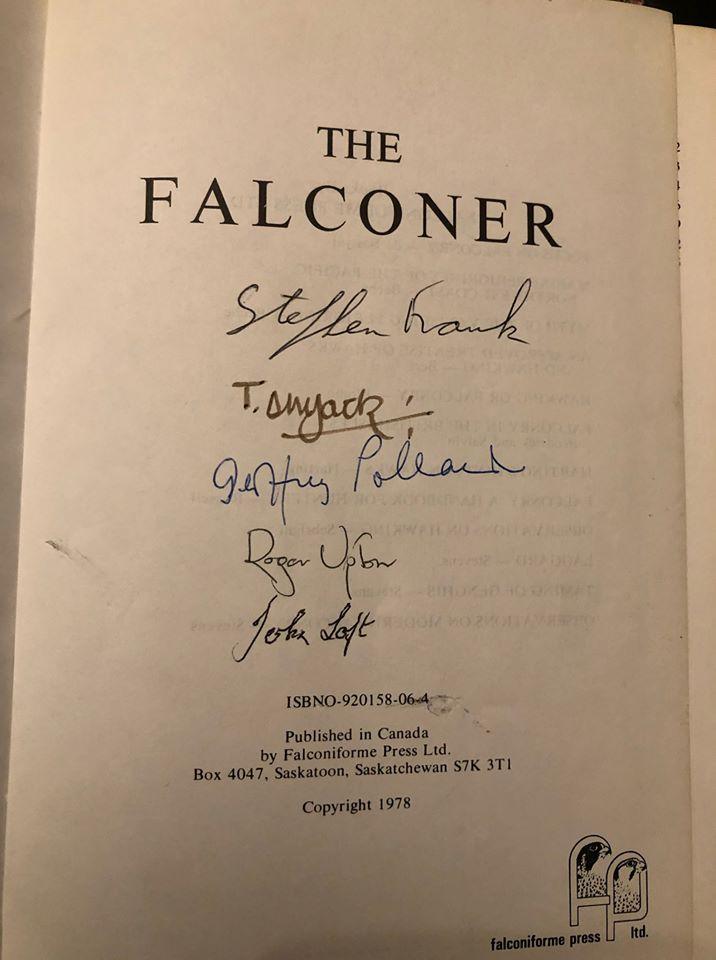 THE
FALCONER
Steffen Frank
T. Jack!
Geoffrey Pollard
Roger Upton
John Loft
ISBNO-920158-06-4
Published in Canada
by Falconiforme Press Ltd.
Box 4047, Saskatoon, Saskatchewan S7K 3T1
Copyright 1978
falconiforme press ltd.